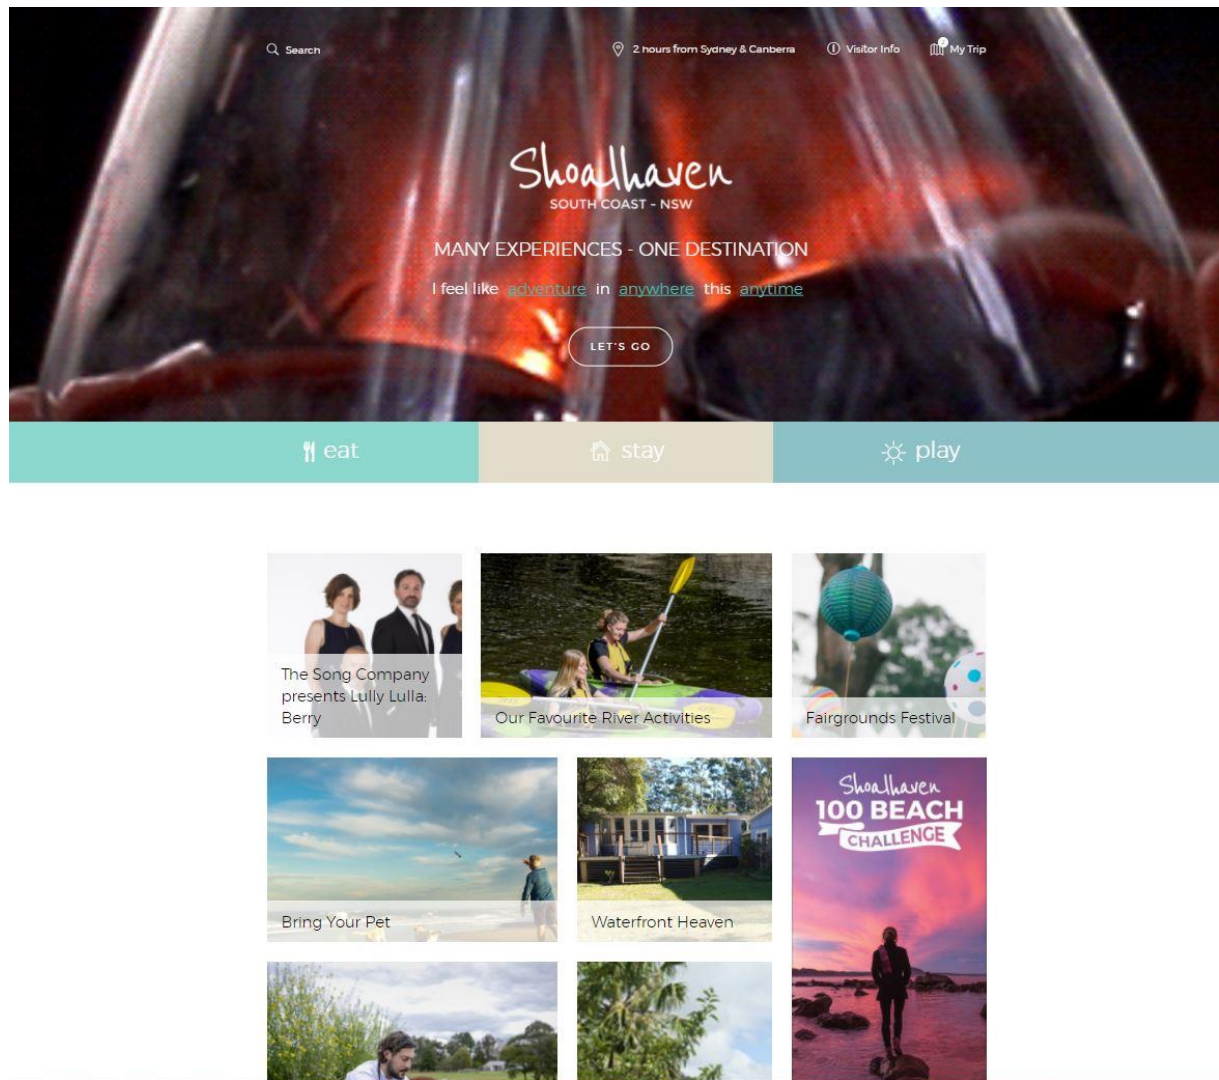 Search
2 hours from Sydney & Canberra
Visitor Info
My Trip
Shoalhaven
SOUTH COAST - NSW
MANY EXPERIENCES - ONE DESTINATION
I feel like adventure in anywhere this anytime
LET'S GO
eat
stay
play
The Song Company
presents Lully Lulla:
Berry
Our Favourite River Activities
Fairgrounds Festival
Bring Your Pet
Waterfront Heaven
Shoalhaven
100 BEACH
CHALLENGE